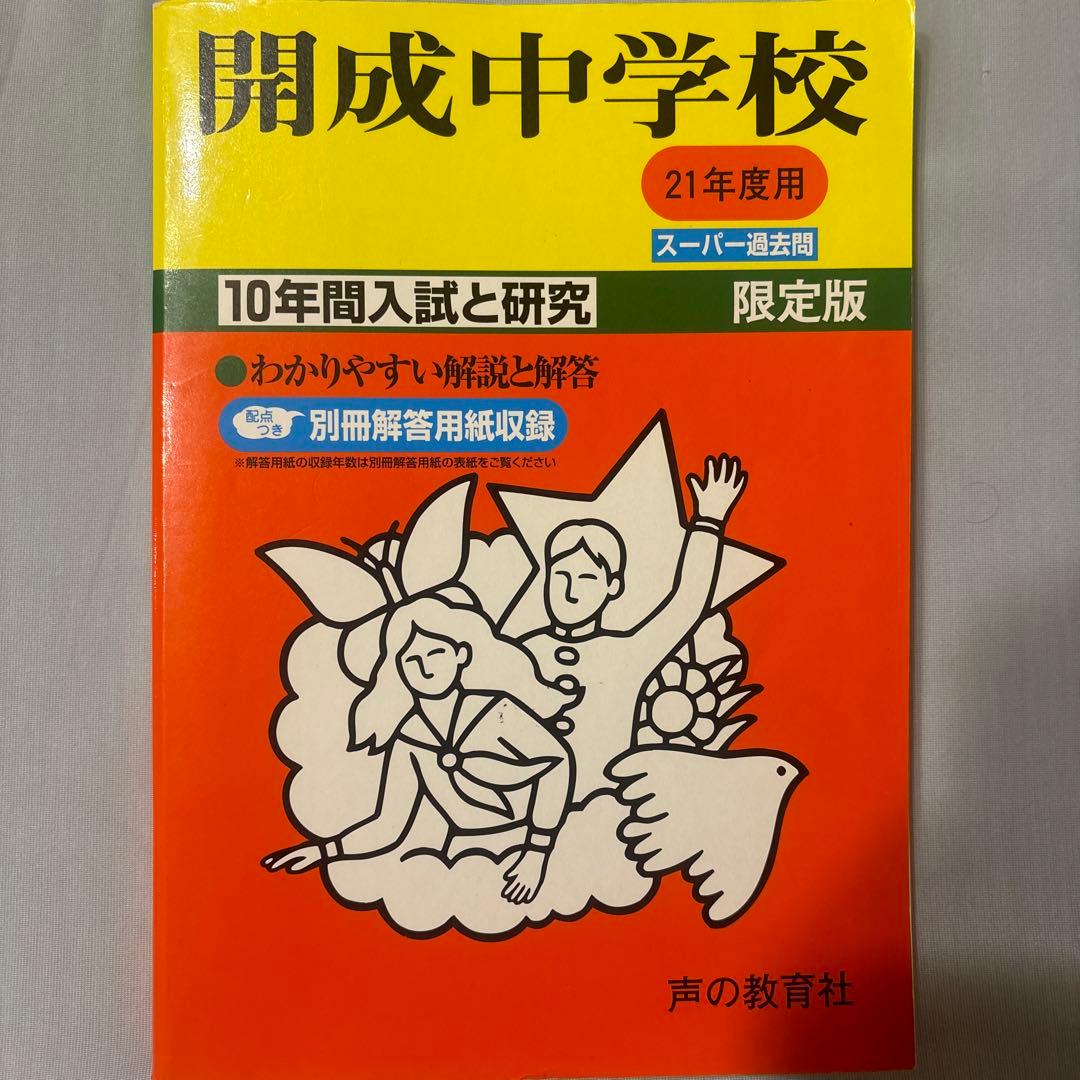 開成中学校
21年度用
スーパー過去問
10年間入試と研究
限定版
●わかりやすい解説と解答
配点
つき
別冊解答用紙収録
※解答用紙の収録年数は別冊解答用紙の表紙をご覧ください
声の教育社